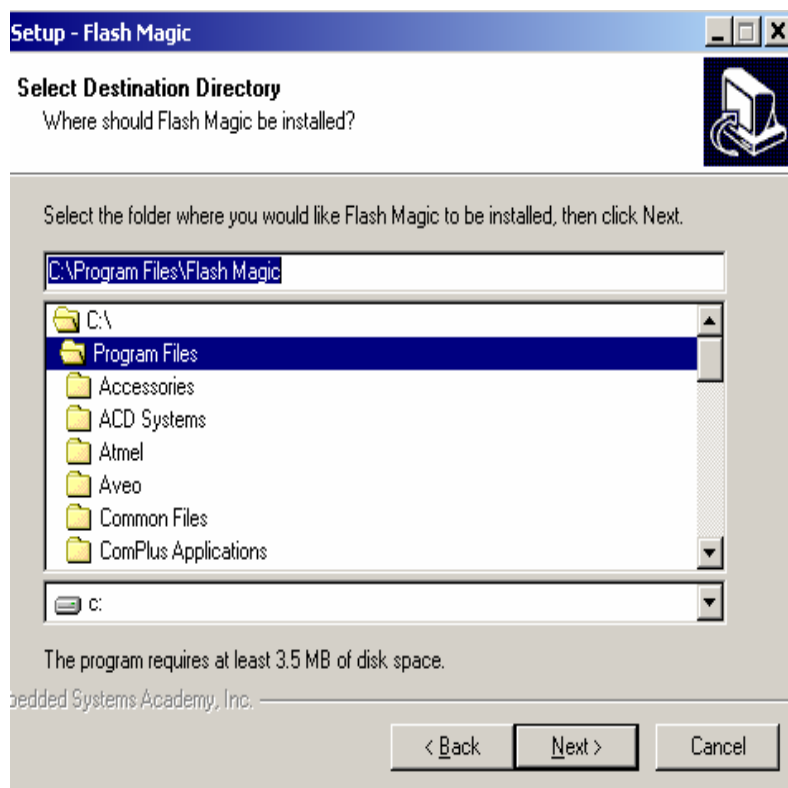 Setup - Flash Magic
Select Destination Directory
Where should Flash Magic be installed?
Select the folder where you would like Flash Magic to be installed, then click Next.
C:\Program Files\Flash Magic
C:\
Program Files
Accessories
ACD Systems
Atmel
Aveo
Common Files
ComPlus Applications
c:
The program requires at least 3.5 MB of disk space.
bedded Systems Academy, Inc.
< Back
Next >
Cancel